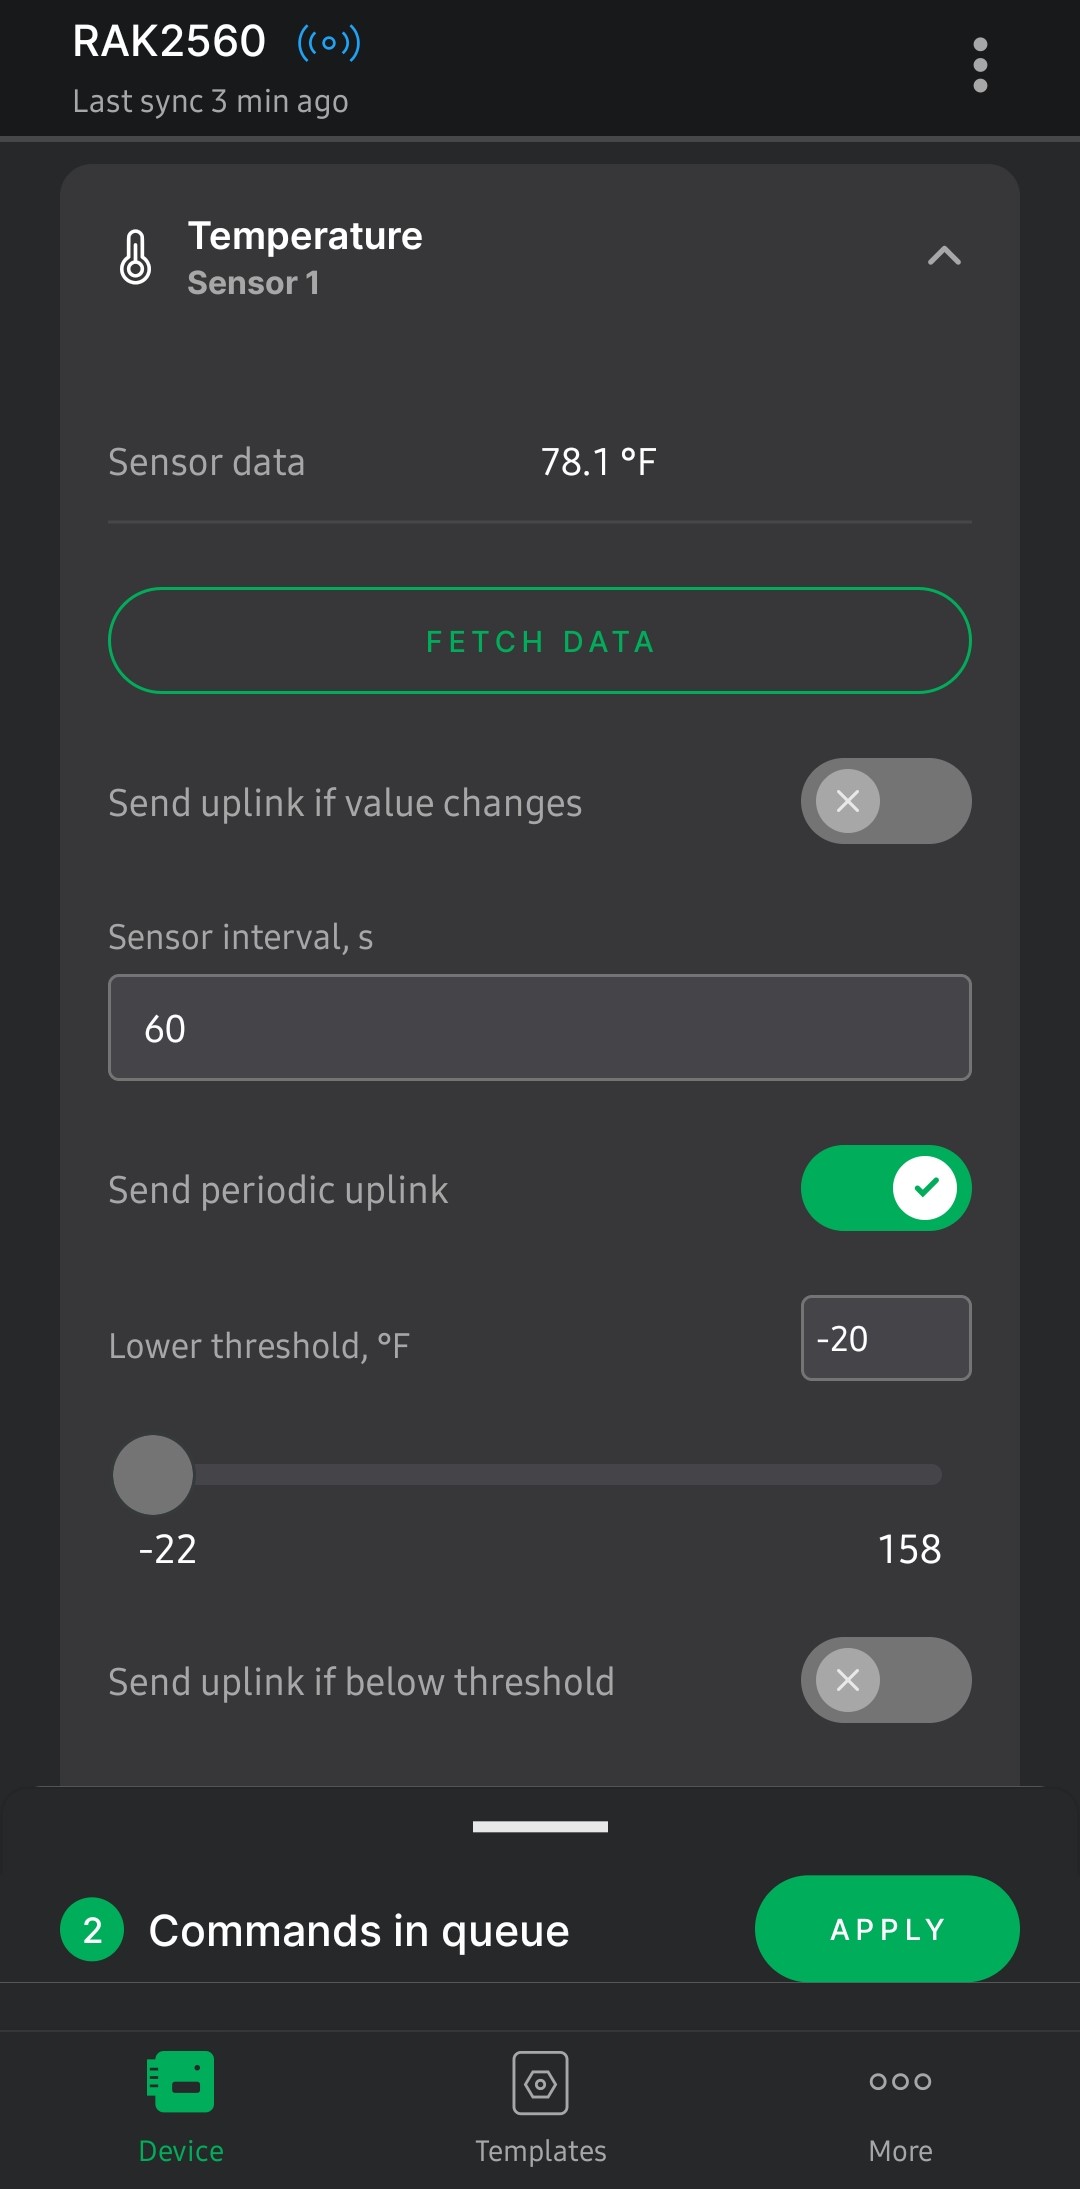 RAK2560
Last sync 3 min ago
Temperature
Sensor 1
Sensor data 78.1 °F
FETCH DATA
Send uplink if value changes
Sensor interval, s
60
Send periodic uplink
Lower threshold, °F -20
-22 158
Send uplink if below threshold
2 Commands in queue APPLY
Device Templates More